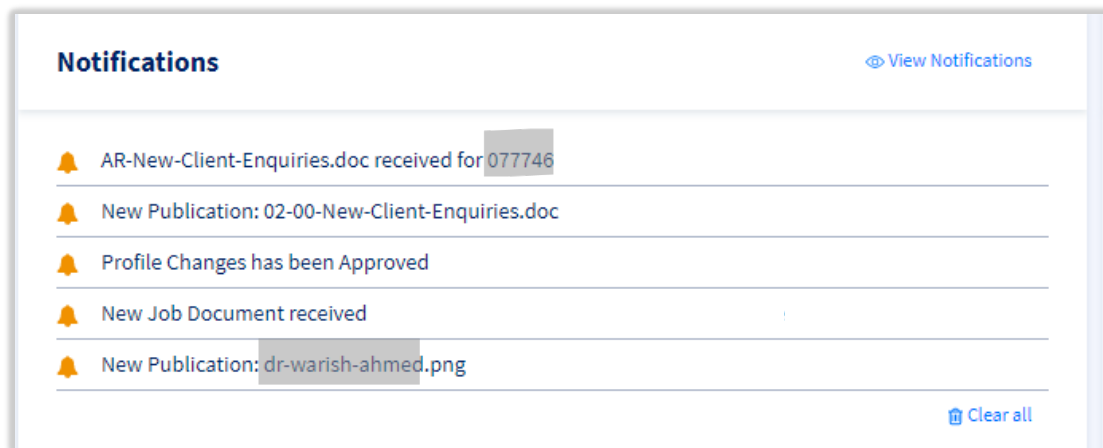 Notifications
View Notifications
AR-New-Client-Enquiries.doc received for 077746
New Publication: 02-00-New-Client-Enquiries.doc
Profile Changes has been Approved
New Job Document received
New Publication: dr-warish-ahmed.png
Clear all